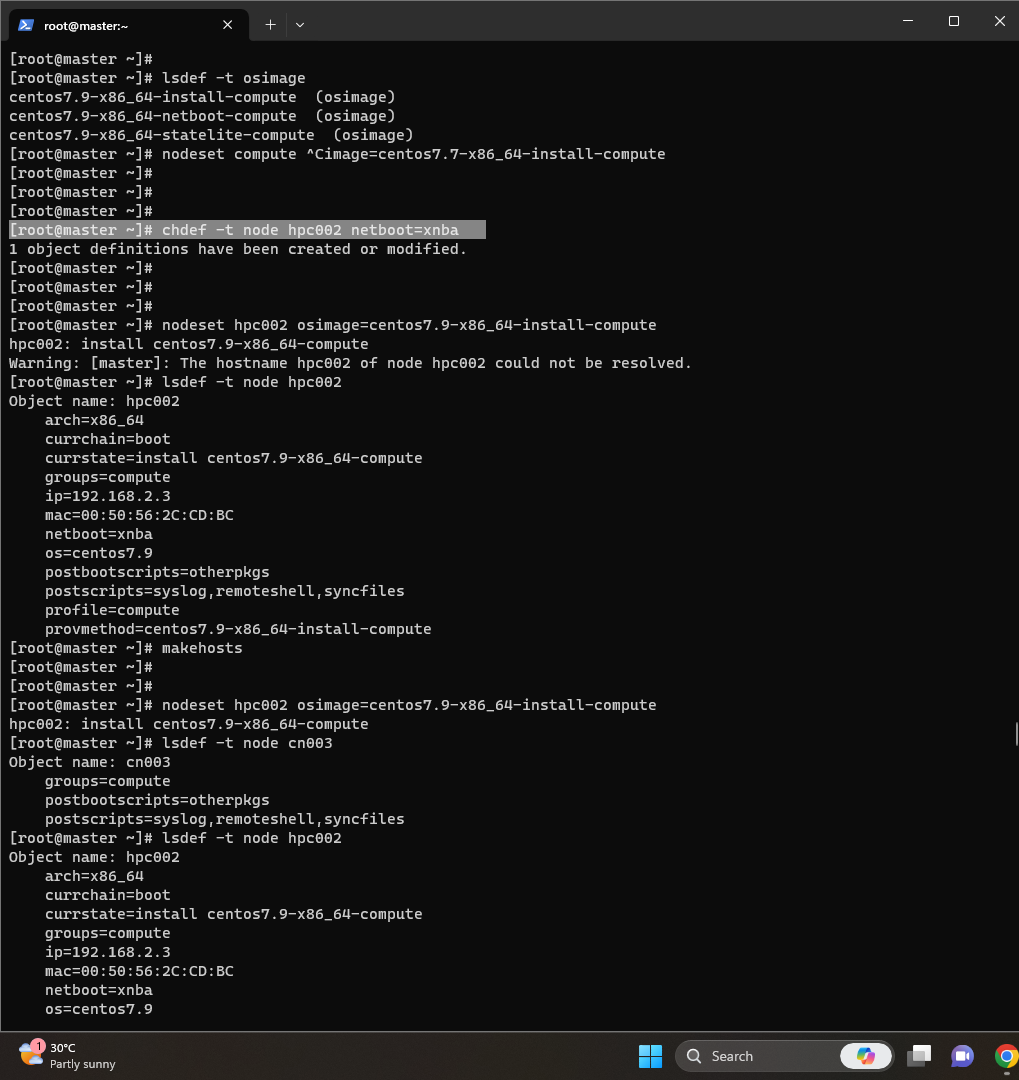 root@master:~
[root@master ~]#
[root@master ~]# lsdef -t osimage
centos7.9-x86_64-install-compute  (osimage)
centos7.9-x86_64-netboot-compute  (osimage)
centos7.9-x86_64-statelite-compute  (osimage)
[root@master ~]# nodeset compute ^Cimage=centos7.7-x86_64-install-compute
[root@master ~]#
[root@master ~]#
[root@master ~]#
[root@master ~]# chdef -t node hpc002 netboot=xnba
1 object definitions have been created or modified.
[root@master ~]#
[root@master ~]#
[root@master ~]#
[root@master ~]# nodeset hpc002 osimage=centos7.9-x86_64-install-compute
hpc002: install centos7.9-x86_64-compute
Warning: [master]: The hostname hpc002 of node hpc002 could not be resolved.
[root@master ~]# lsdef -t node hpc002
Object name: hpc002
    arch=x86_64
    currchain=boot
    currstate=install centos7.9-x86_64-compute
    groups=compute
    ip=192.168.2.3
    mac=00:50:56:2C:CD:BC
    netboot=xnba
    os=centos7.9
    postbootscripts=otherpkgs
    postscripts=syslog,remoteshell,syncfiles
    profile=compute
    provmethod=centos7.9-x86_64-install-compute
[root@master ~]# makehosts
[root@master ~]#
[root@master ~]#
[root@master ~]# nodeset hpc002 osimage=centos7.9-x86_64-install-compute
hpc002: install centos7.9-x86_64-compute
[root@master ~]# lsdef -t node cn003
Object name: cn003
    groups=compute
    postbootscripts=otherpkgs
    postscripts=syslog,remoteshell,syncfiles
[root@master ~]# lsdef -t node hpc002
Object name: hpc002
    arch=x86_64
    currchain=boot
    currstate=install centos7.9-x86_64-compute
    groups=compute
    ip=192.168.2.3
    mac=00:50:56:2C:CD:BC
    netboot=xnba
    os=centos7.9
1
30°C
Partly sunny
Search